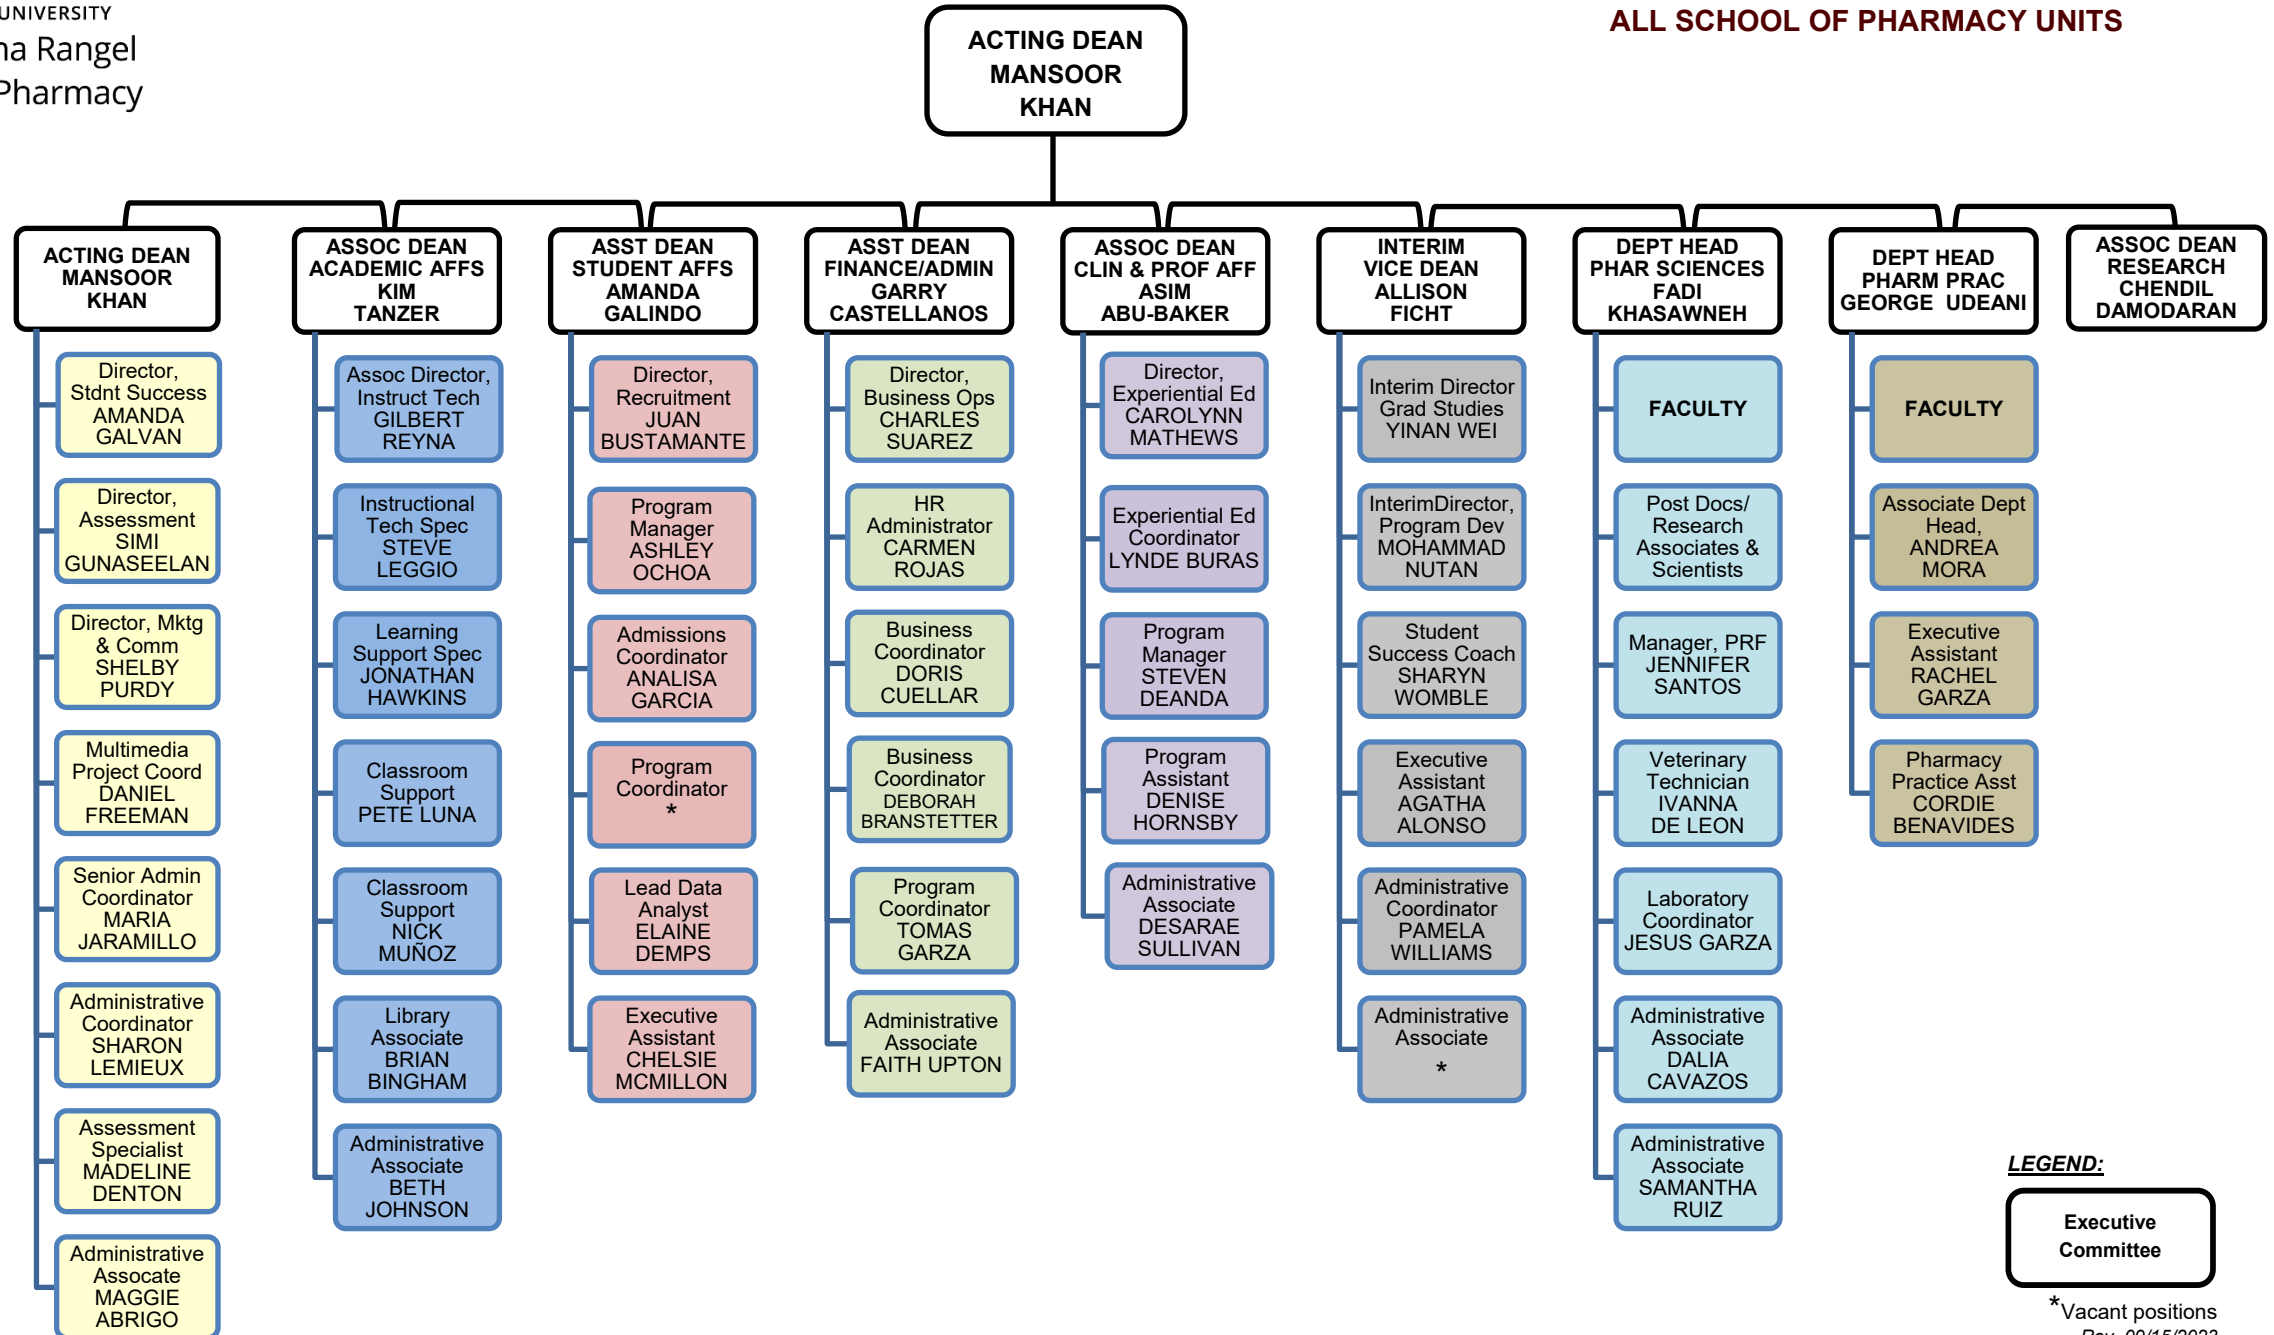 UNIVERSITY
na Rangel
Pharmacy
ALL SCHOOL OF PHARMACY UNITS
ACTING DEAN
MANSOOR
KHAN
ACTING DEAN
MANSOOR
KHAN
Director,
Stdnt Success
AMANDA
GALVAN
Director,
Assessment
SIMI
GUNASEELAN
Director, Mktg
& Comm
SHELBY
PURDY
Multimedia
Project Coord
DANIEL
FREEMAN
Senior Admin
Coordinator
MARIA
JARAMILLO
Administrative
Coordinator
SHARON
LEMIEUX
Assessment
Specialist
MADELINE
DENTON
Administrative
Assocate
MAGGIE
ABRIGO
ASSOC DEAN
ACADEMIC AFFS
KIM
TANZER
Assoc Director,
Instruct Tech
GILBERT
REYNA
Instructional
Tech Spec
STEVE
LEGGIO
Learning
Support Spec
JONATHAN
HAWKINS
Classroom
Support
PETE LUNA
Classroom
Support
NICK
MUÑOZ
Library
Associate
BRIAN
BINGHAM
Administrative
Associate
BETH
JOHNSON
ASST DEAN
STUDENT AFFS
AMANDA
GALINDO
Director,
Recruitment
JUAN
BUSTAMANTE
Program
Manager
ASHLEY
OCHOA
Admissions
Coordinator
ANALISA
GARCIA
Program
Coordinator
*
Lead Data
Analyst
ELAINE
DEMPS
Executive
Assistant
CHELSIE
MCMILLON
ASST DEAN
FINANCE/ADMIN
GARRY
CASTELLANOS
Director,
Business Ops
CHARLES
SUAREZ
HR
Administrator
CARMEN
ROJAS
Business
Coordinator
DORIS
CUELLAR
Business
Coordinator
DEBORAH
BRANSTETTER
Program
Coordinator
TOMAS
GARZA
Administrative
Associate
FAITH UPTON
ASSOC DEAN
CLIN & PROF AFF
ASIM
ABU-BAKER
Director,
Experiential Ed
CAROLYNN
MATHEWS
Experiential Ed
Coordinator
LYNDE BURAS
Program
Manager
STEVEN
DEANDA
Program
Assistant
DENISE
HORNSBY
Administrative
Associate
DESARAE
SULLIVAN
INTERIM
VICE DEAN
ALLISON
FICHT
Interim Director
Grad Studies
YINAN WEI
InterimDirector,
Program Dev
MOHAMMAD
NUTAN
Student
Success Coach
SHARYN
WOMBLE
Executive
Assistant
AGATHA
ALONSO
Administrative
Coordinator
PAMELA
WILLIAMS
Administrative
Associate
*
DEPT HEAD
PHAR SCIENCES
FADI
KHASAWNEH
FACULTY
Post Docs/
Research
Associates &
Scientists
Manager, PRF
JENNIFER
SANTOS
Veterinary
Technician
IVANNA
DE LEON
Laboratory
Coordinator
JESUS GARZA
Administrative
Associate
DALIA
CAVAZOS
Administrative
Associate
SAMANTHA
RUIZ
DEPT HEAD
PHARM PRAC
GEORGE UDEANI
FACULTY
Associate Dept
Head,
ANDREA
MORA
Executive
Assistant
RACHEL
GARZA
Pharmacy
Practice Asst
CORDIE
BENAVIDES
ASSOC DEAN
RESEARCH
CHENDIL
DAMODARAN
LEGEND:
Executive
Committee
*Vacant positions
Rev. 09/15/2023